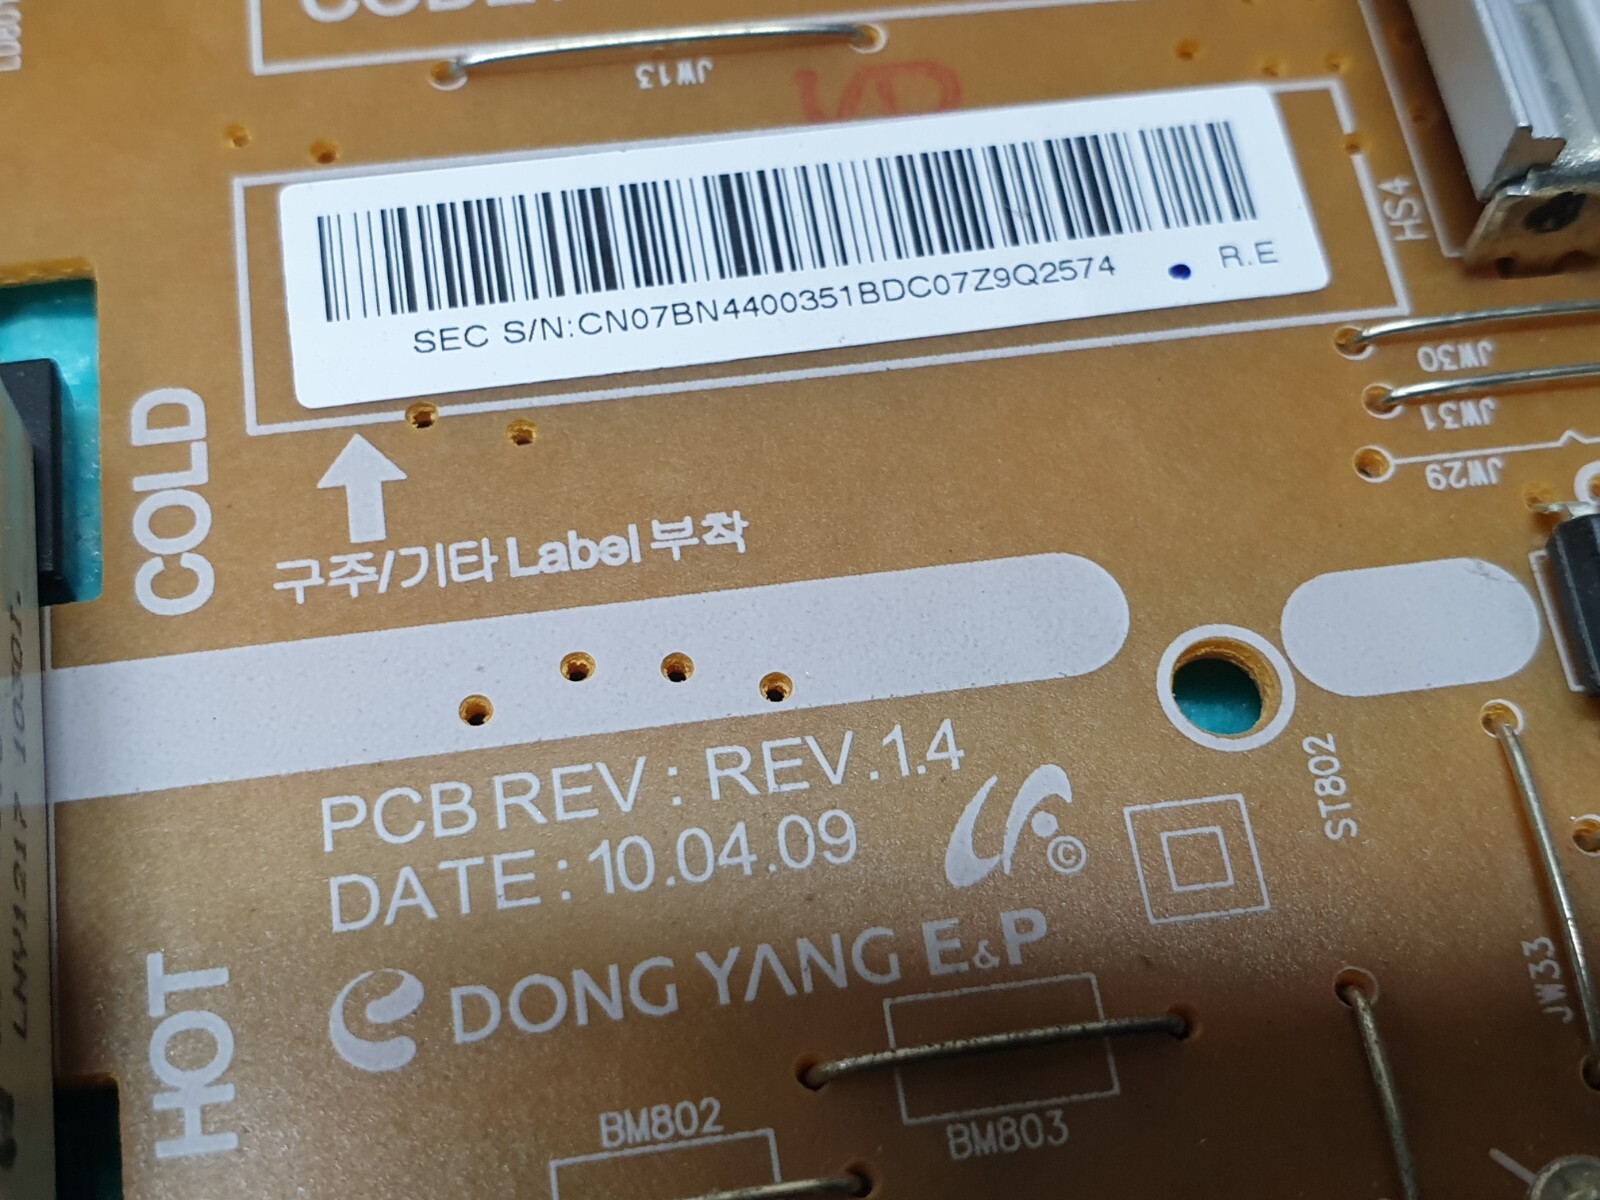 JW13
SEC S/N:CN07BN4400351BDC07Z9Q2574
R.E
HS4
JW30
JW31
JW29
COLD
구주/기타 Label 부착
PCB REV : REV.1.4
DATE : 10.04.09
©
ST802
DONG YANG E&P
HOT
JW33
BM802
BM803